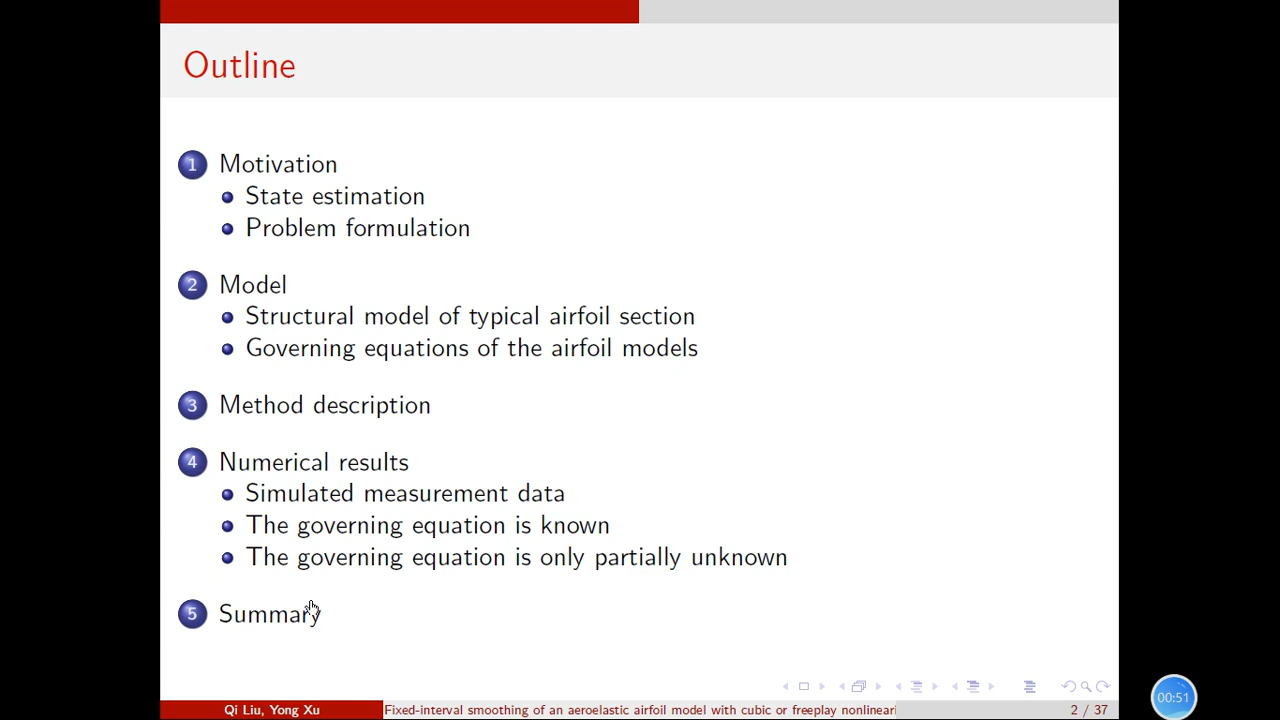 Outline
1 Motivation
State estimation
Problem formulation
2 Model
Structural model of typical airfoil section
Governing equations of the airfoil models
3 Method description
4 Numerical results
Simulated measurement data
The governing equation is known
The governing equation is only partially unknown
5 Summary
Qi Liu, Yong Xu
Fixed-interval smoothing of an aeroelastic airfoil model with cubic or freeplay nonlineari
2 / 37
00:51